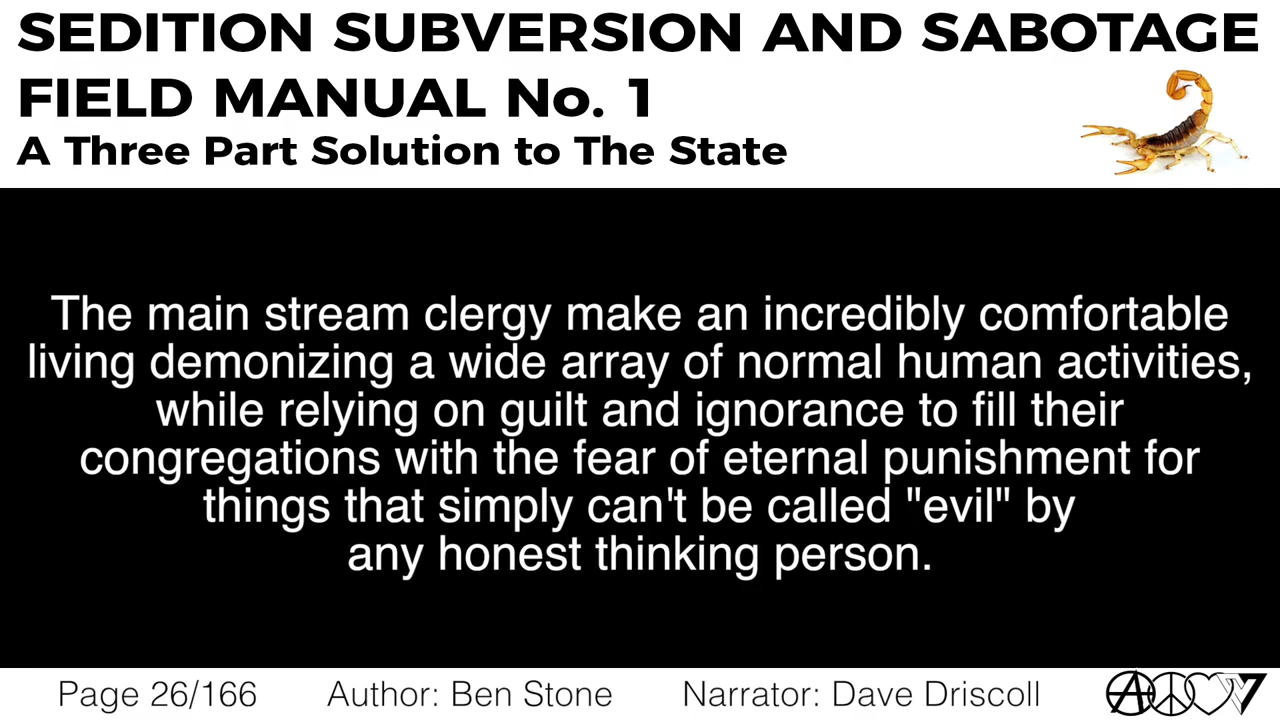 SEDITION SUBVERSION AND SABOTAGE
FIELD MANUAL No. 1
A Three Part Solution to The State
The main stream clergy make an incredibly comfortable
living demonizing a wide array of normal human activities,
while relying on guilt and ignorance to fill their
congregations with the fear of eternal punishment for
things that simply can't be called "evil" by
any honest thinking person.
Page 26/166 Author: Ben Stone Narrator: Dave Driscoll